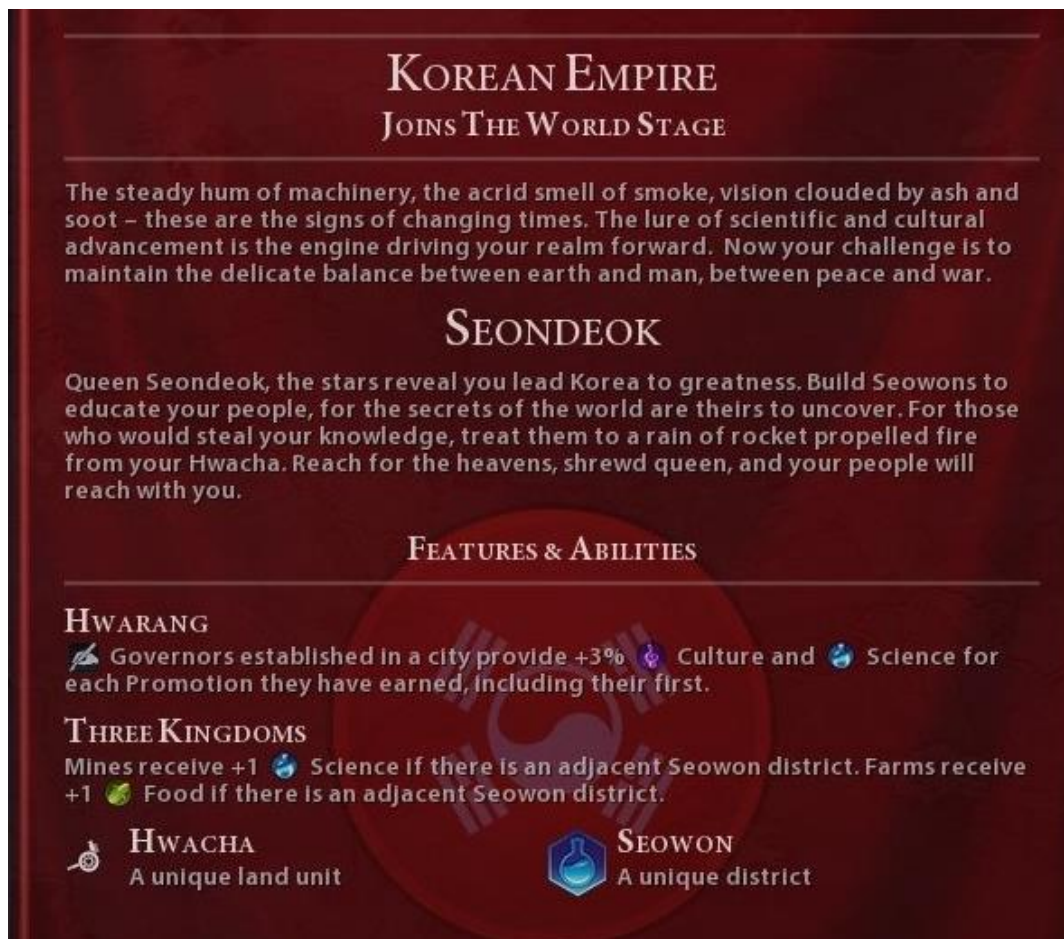 KOREAN EMPIRE
JOINS THE WORLD STAGE
The steady hum of machinery, the acrid smell of smoke, vision clouded by ash and
soot – these are the signs of changing times. The lure of scientific and cultural
advancement is the engine driving your realm forward.  Now your challenge is to
maintain the delicate balance between earth and man, between peace and war.
SEONDEOK
Queen Seondeok, the stars reveal you lead Korea to greatness. Build Seowons to
educate your people, for the secrets of the world are theirs to uncover. For those
who would steal your knowledge, treat them to a rain of rocket propelled fire
from your Hwacha. Reach for the heavens, shrewd queen, and your people will
reach with you.
FEATURES & ABILITIES
HWARANG
Governors established in a city provide +3% Culture and Science for
each Promotion they have earned, including their first.
THREE KINGDOMS
Mines receive +1 Science if there is an adjacent Seowon district. Farms receive
+1 Food if there is an adjacent Seowon district.
HWACHA
A unique land unit
SEOWON
A unique district